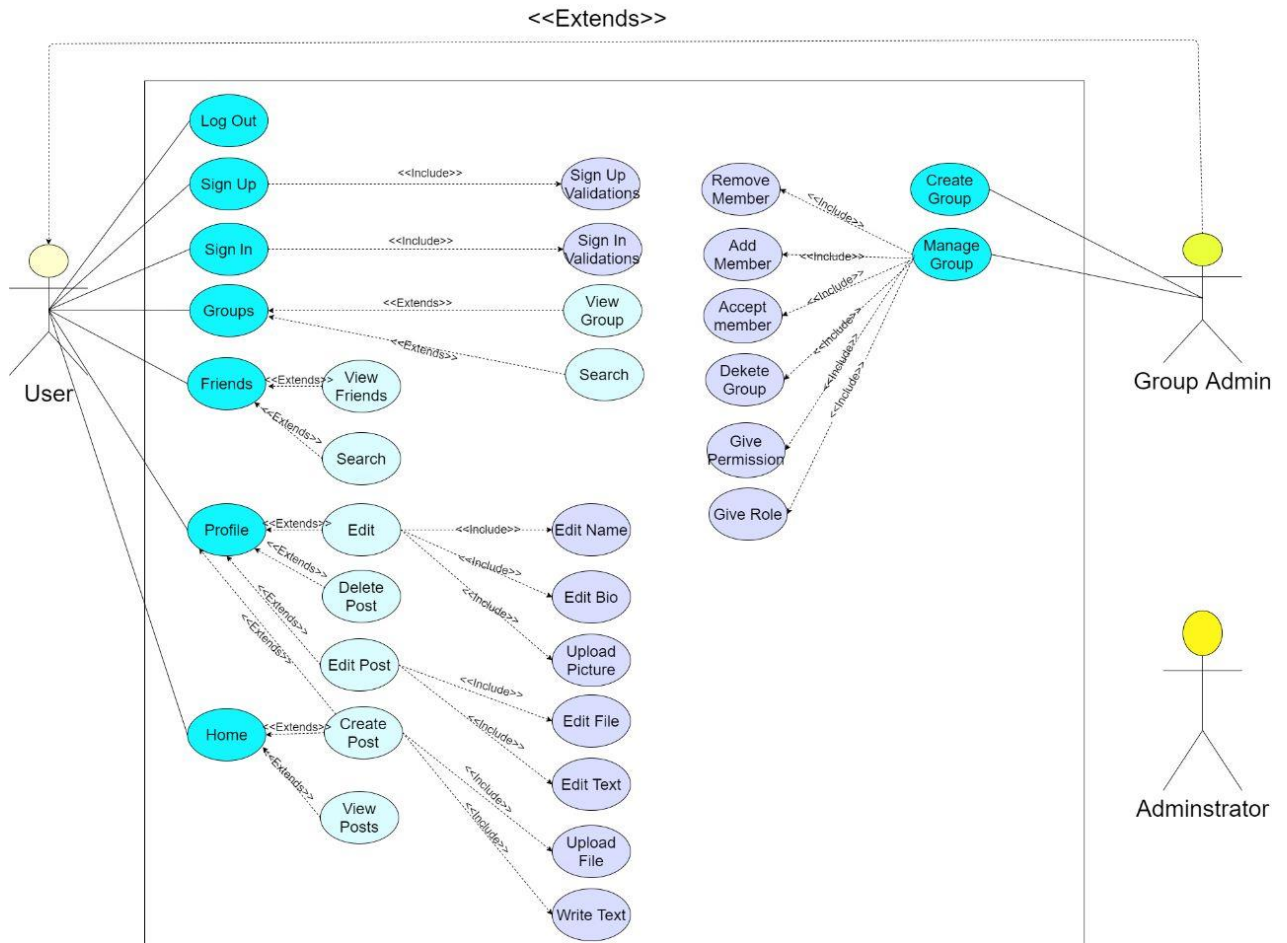 <<Extends>>
Log Out
Sign Up
<<Include>>
Sign Up
Validations
Remove
Member
<<Include>>
Create
Group
Sign In
<<Include>>
Sign In
Validations
Add
Member
<<Include>>
Manage
Group
Groups
<<Extends>>
View
Group
Accept
member
<<Include>>
<<Extends>>
Search
Dekete
Group
<<Include>>
<<Include>>
<<Include>>
User
Group Admin
Friends
<<Extends>>
View
Friends
<<Extends>>
Search
Give
Permission
Give Role
Profile
<<Extends>>
Edit
<<Include>>
Edit Name
<<Extends>>
Delete
Post
<<Include>>
Edit Bio
<<Extends>>
<<Extends>>
<<Include>>
Upload
Picture
Edit Post
<<Include>>
Edit File
Home
<<Extends>>
Create
Post
<<Include>>
Edit Text
<<Extends>>
View
Posts
<<Include>>
Upload
File
<<Include>>
Write Text
Adminstrator